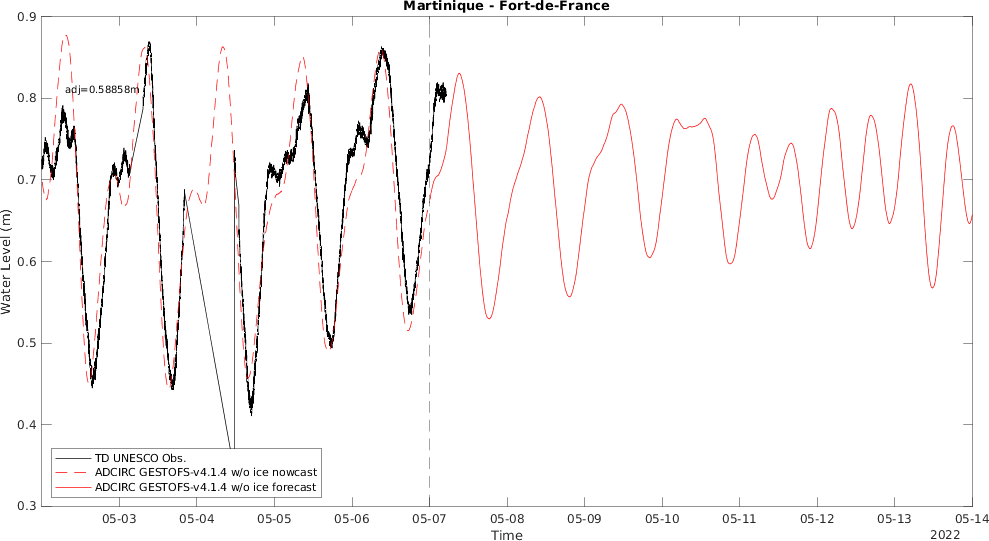 Martinique - Fort-de-France
0.9
0.8
0.7
0.6
0.5
0.4
0.3
Water Level (m)
adj=0.58858m
TD UNESCO Obs.
ADCIRC GESTOFS-v4.1.4 w/o ice nowcast
ADCIRC GESTOFS-v4.1.4 w/o ice forecast
05-03 05-04 05-05 05-06 05-07 05-08 05-09 05-10 05-11 05-12 05-13 05-14
Time
2022